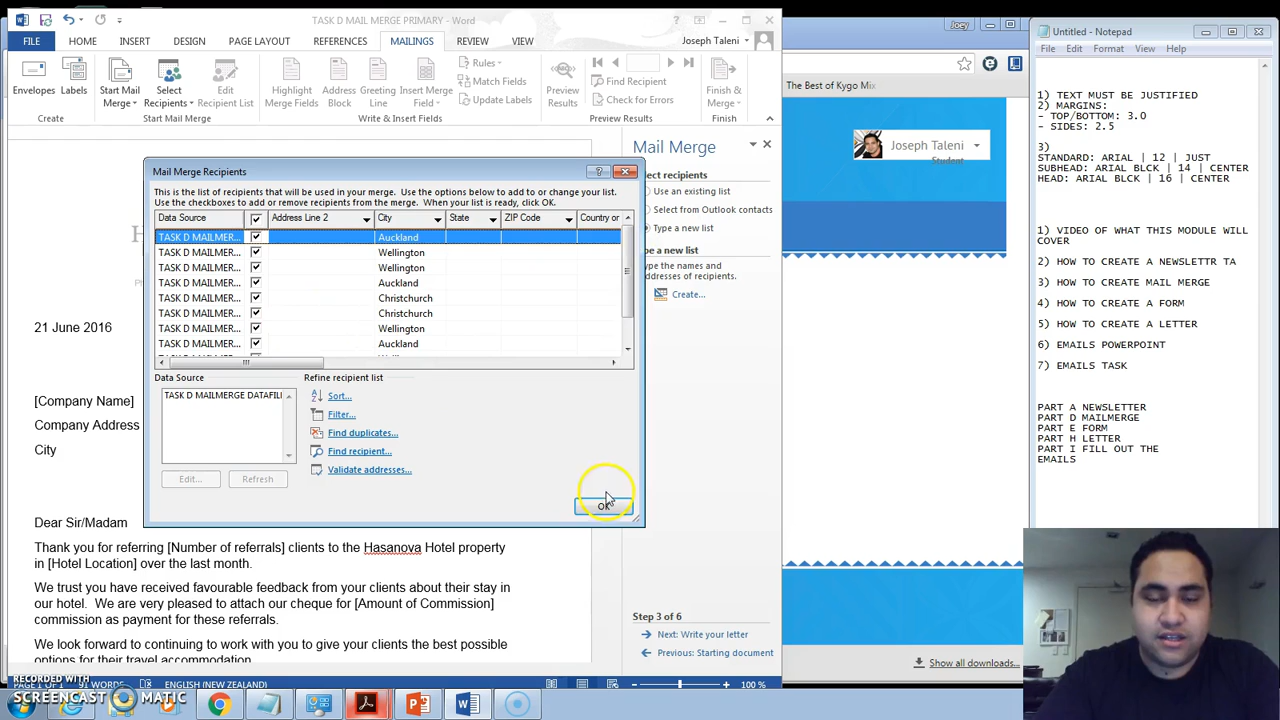 TASK D MAIL MERGE PRIMARY - Word
FILE HOME INSERT DESIGN PAGE LAYOUT REFERENCES MAILINGS REVIEW VIEW Joseph Taleni
Envelopes Labels
Create
Start Mail Merge
Select Recipients
Edit Recipient List
Start Mail Merge
Highlight Merge Fields
Address Block
Greeting Line
Insert Merge Field
Rules
Match Fields
Update Labels
Write & Insert Fields
Preview Results
Find Recipient
Check for Errors
Preview Results
Finish & Merge
Finish
Mail Merge
Select recipients
Use an existing list
Select from Outlook contacts
Type a new list
Type a new list
Type the names and
addresses of recipients.
Create...
Step 3 of 6
Next: Write your letter
Previous: Starting document
Mail Merge Recipients
This is the list of recipients that will be used in your merge. Use the options below to add to or change your list.
Use the checkboxes to add or remove recipients from the merge. When your list is ready, click OK.
Data Source Address Line 2 City State ZIP Code Country or
TASK D MAILMER... Auckland
TASK D MAILMER... Wellington
TASK D MAILMER... Wellington
TASK D MAILMER... Auckland
TASK D MAILMER... Christchurch
TASK D MAILMER... Christchurch
TASK D MAILMER... Wellington
TASK D MAILMER... Auckland
Data Source
TASK D MAILMERGE DATAFIL
Edit... Refresh
Refine recipient list
Sort...
Filter...
Find duplicates...
Find recipient...
Validate addresses...
OK
21 June 2016
[Company Name]
Company Address
City
Dear Sir/Madam
Thank you for referring [Number of referrals] clients to the Hasanova Hotel property
in [Hotel Location] over the last month.
We trust you have received favourable feedback from your clients about their stay in
our hotel. We are very pleased to attach our cheque for [Amount of Commission]
commission as payment for these referrals.
We look forward to continuing to work with you to give your clients the best possible
options for their travel accommodation.
PAGE 1 OF 1 91 WORDS ENGLISH (NEW ZEALAND) 100 %
RECORDED WITH
SCREENCAST MATIC
Joey
The Best of Kygo Mix
Joseph Taleni
Student
Show all downloads...
Untitled - Notepad
File Edit Format View Help
1) TEXT MUST BE JUSTIFIED
2) MARGINS:
- TOP/BOTTOM: 3.0
- SIDES: 2.5
3)
STANDARD: ARIAL | 12 | JUST
SUBHEAD: ARIAL BLCK | 14 | CENTER
HEAD: ARIAL BLCK | 16 | CENTER
1) VIDEO OF WHAT THIS MODULE WILL
COVER
2) HOW TO CREATE A NEWSLETTR TA
3) HOW TO CREATE MAIL MERGE
4) HOW TO CREATE A FORM
5) HOW TO CREATE A LETTER
6) EMAILS POWERPOINT
7) EMAILS TASK
PART A NEWSLETTER
PART D MAILMERGE
PART E FORM
PART H LETTER
PART I FILL OUT THE
EMAILS